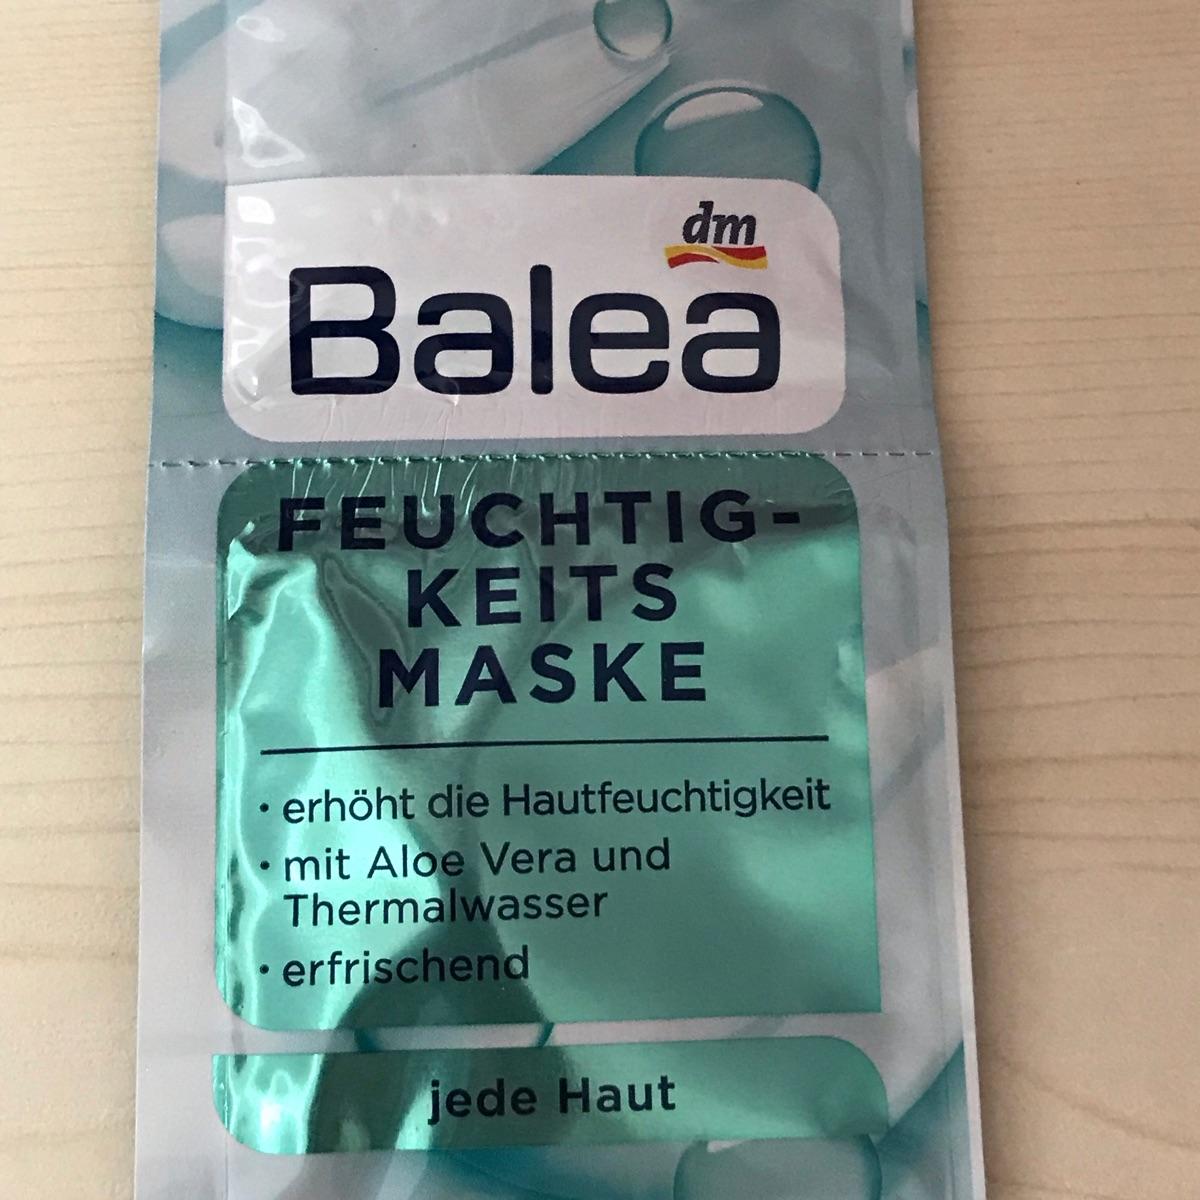 dm
Balea
FEUCHTIG-
KEITS
MASKE
• erhöht die Hautfeuchtigkeit
• mit Aloe Vera und
Thermalwasser
• erfrischend
jede Haut